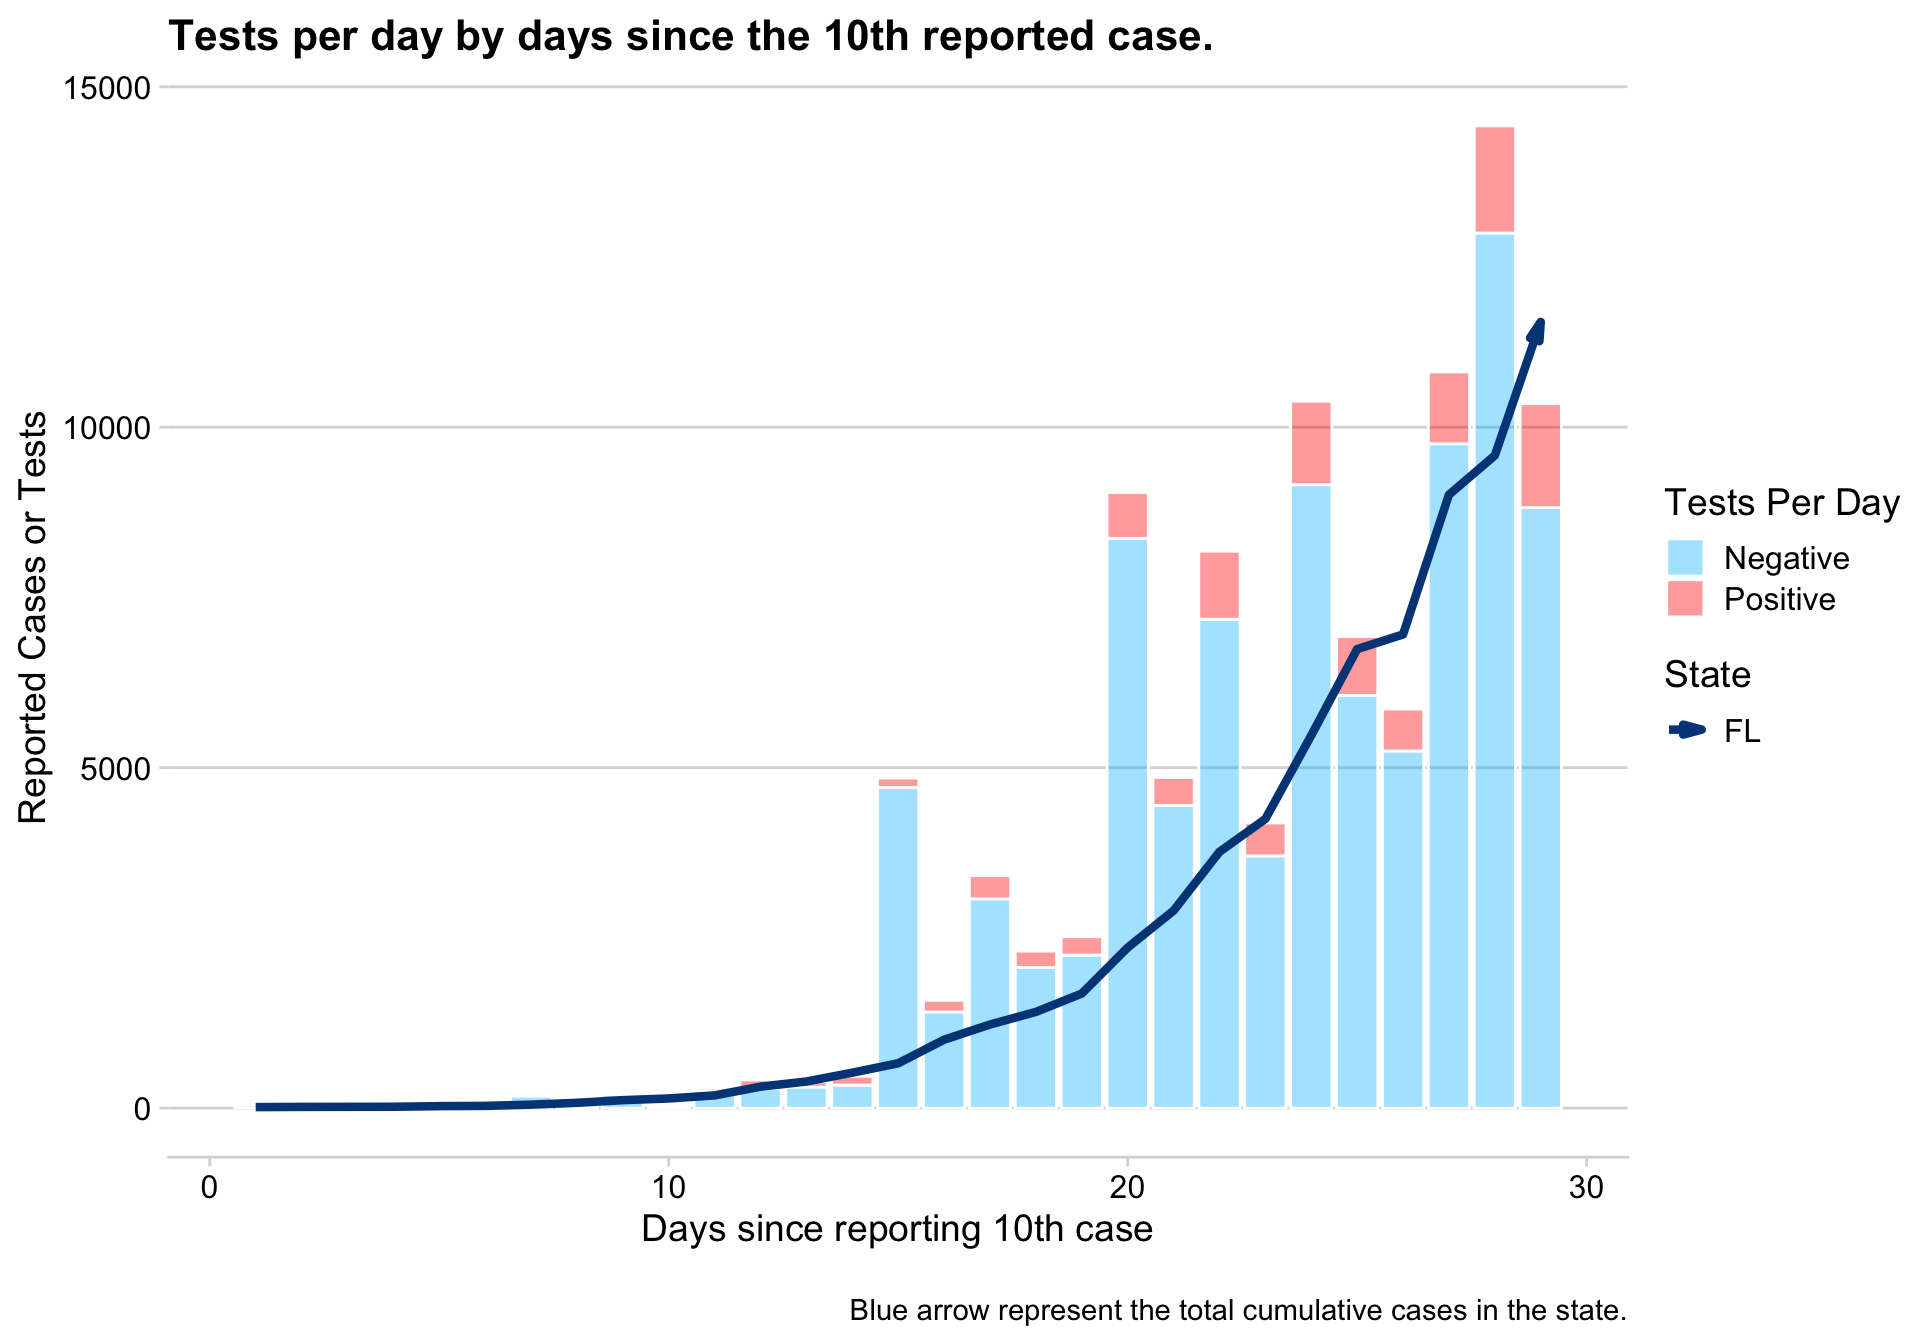 Tests per day by days since the 10th reported case.
15000
10000
5000
0
Reported Cases or Tests
0 10 20 30
Days since reporting 10th case
Tests Per Day
Negative
Positive
State
FL
Blue arrow represent the total cumulative cases in the state.